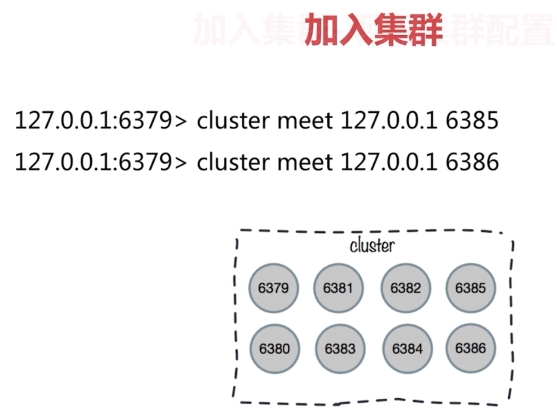 加入集群
127.0.0.1:6379> cluster meet 127.0.0.1 6385
127.0.0.1:6379> cluster meet 127.0.0.1 6386
cluster
6379 6381 6382 6385
6380 6383 6384 6386